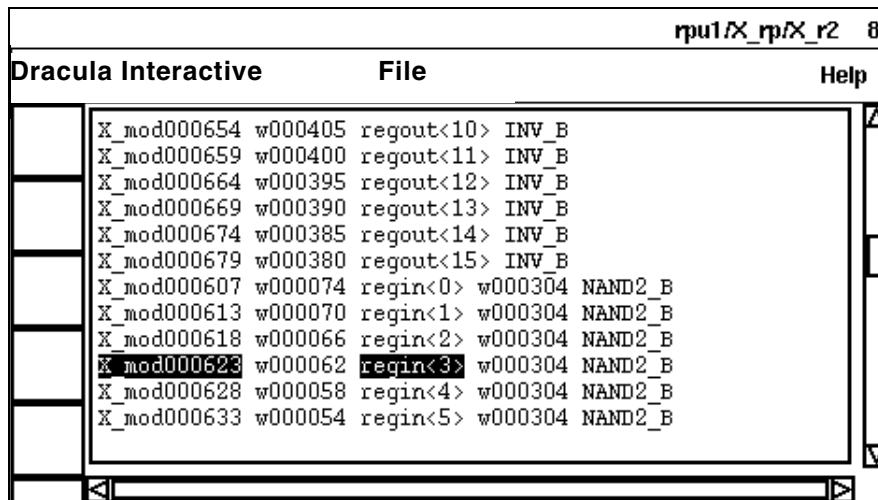 rpu1/X_rp/X_r2 8
Dracula Interactive File Help
X_mod000654 w000405 regout<10> INV_B
X_mod000659 w000400 regout<11> INV_B
X_mod000664 w000395 regout<12> INV_B
X_mod000669 w000390 regout<13> INV_B
X_mod000674 w000385 regout<14> INV_B
X_mod000679 w000380 regout<15> INV_B
X_mod000607 w000074 regin<0> w000304 NAND2_B
X_mod000613 w000070 regin<1> w000304 NAND2_B
X_mod000618 w000066 regin<2> w000304 NAND2_B
X_mod000623 w000062 regin<3> w000304 NAND2_B
X_mod000628 w000058 regin<4> w000304 NAND2_B
X_mod000633 w000054 regin<5> w000304 NAND2_B